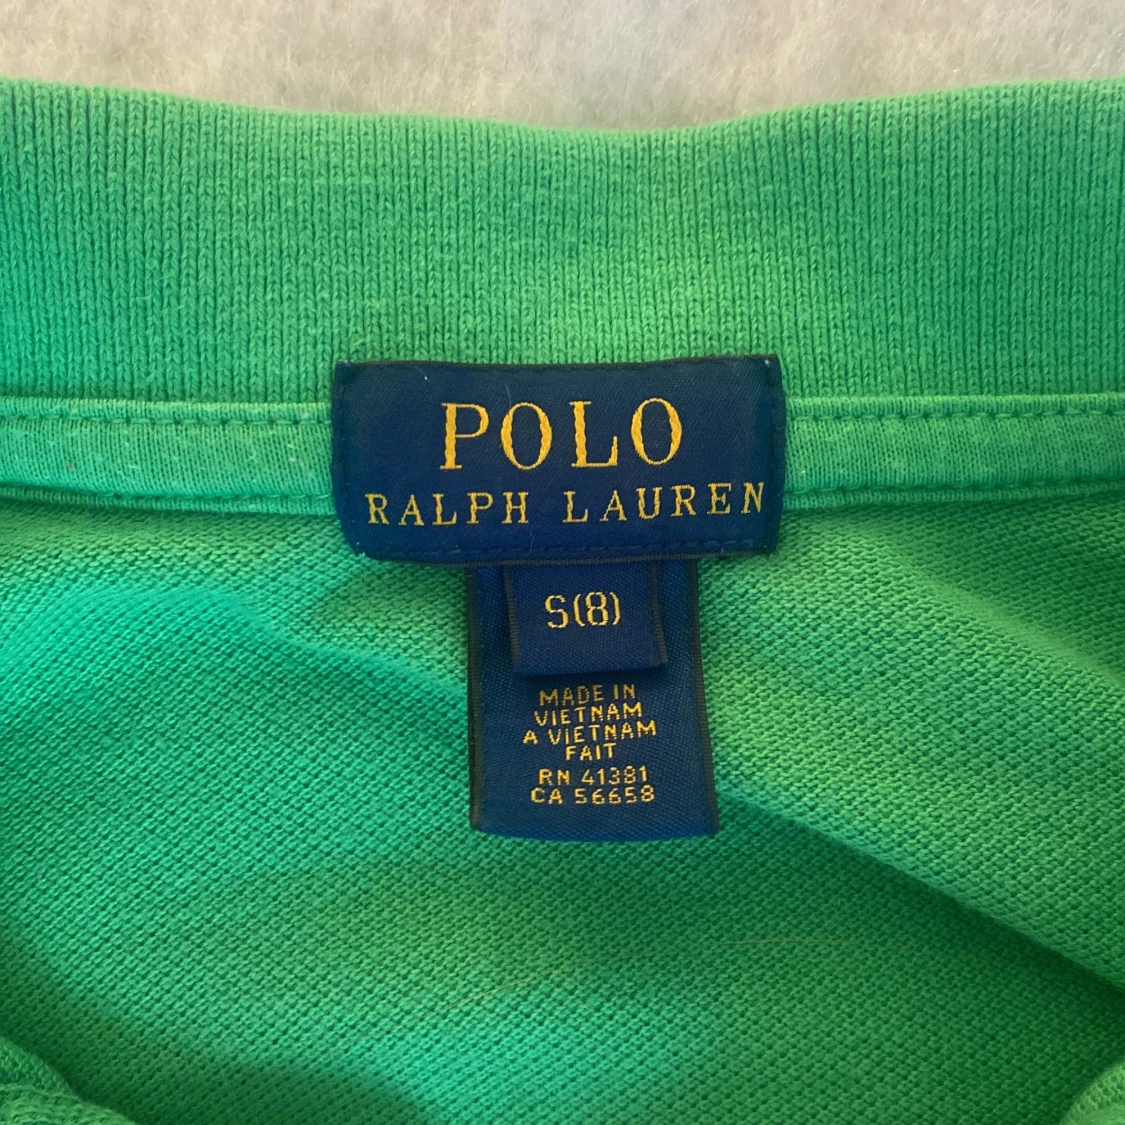 POLO
RALPH LAUREN
S(8)
MADE IN
VIETNAM
A VIETNAM
FAIT
RN 41381
CA 56658